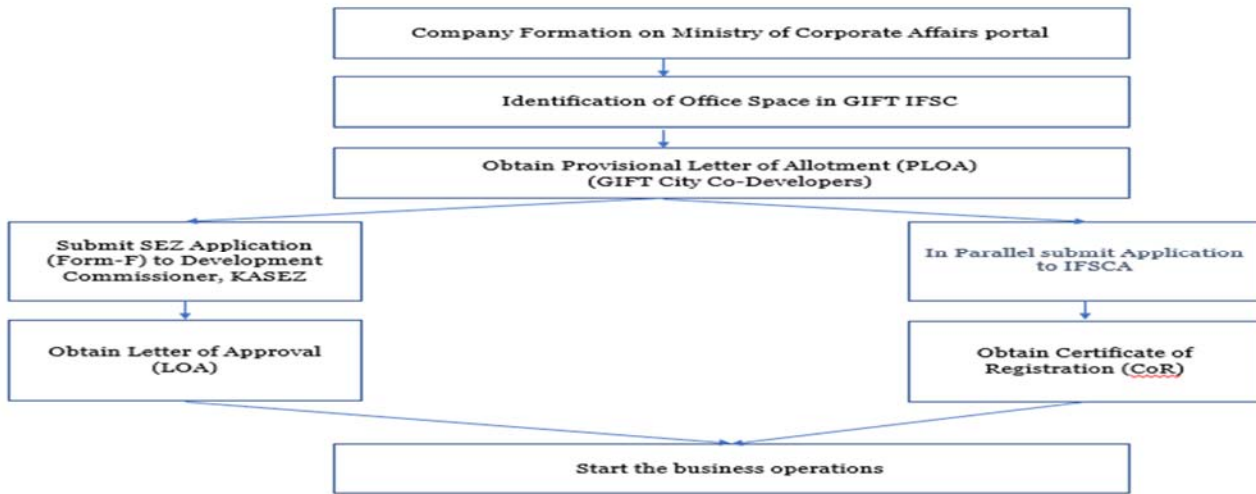 Company Formation on Ministry of Corporate Affairs portal
Identification of Office Space in GIFT IFSC
Obtain Provisional Letter of Allotment (PLOA)
(GIFT City Co-Developers)
Submit SEZ Application
(Form-F) to Development
Commissioner, KASEZ
In Parallel submit Application
to IFSCA
Obtain Letter of Approval
(LOA)
Obtain Certificate of
Registration (CoR)
Start the business operations